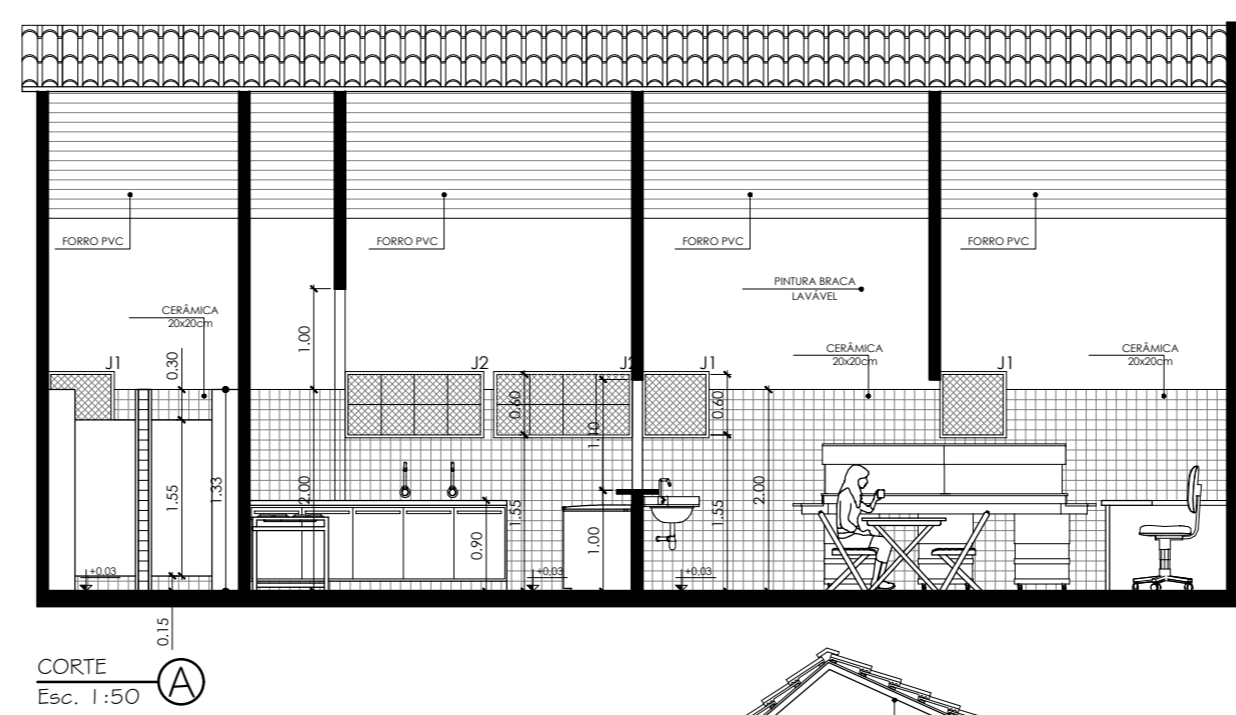 FORRO PVC
FORRO PVC
FORRO PVC
FORRO PVC
PINTURA BRACA
LAVÁVEL
CERÂMICA
20x20cm
CERÂMICA
20x20cm
CERÂMICA
20x20cm
J1
J2
J2
J1
J1
0.30
1.00
0.60
1.10
0.60
1.55
1.33
2.00
0.90
1.55
1.00
1.55
2.00
+0,03
+0,03
+0,03
0.15
CORTE
A
Esc. 1:50